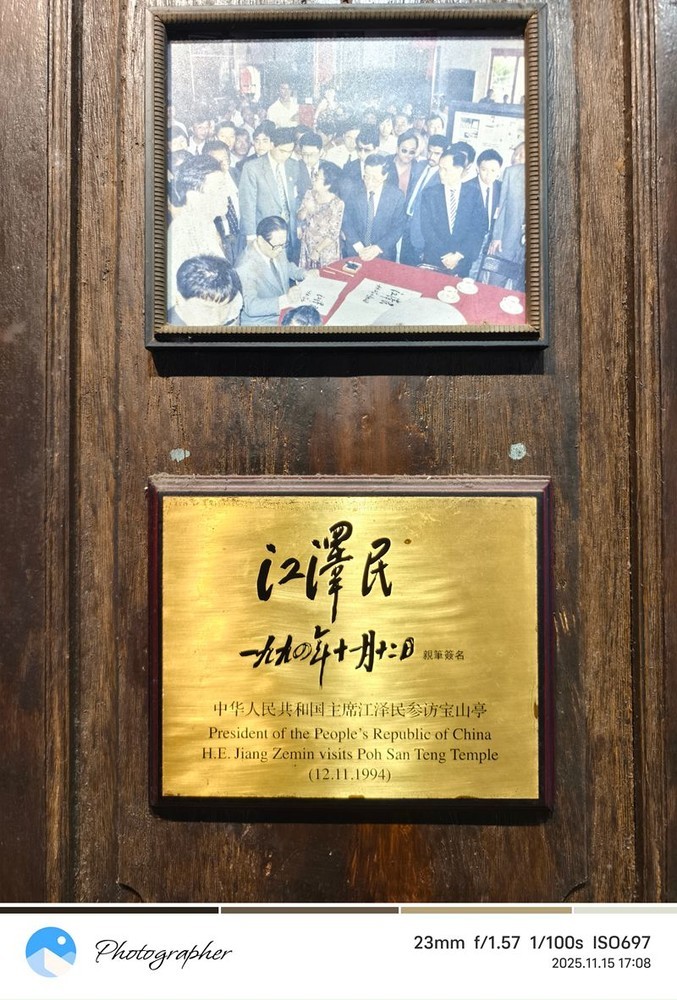 江澤民
一九九四年十一月十二日 親筆簽名
中华人民共和国主席江泽民参访宝山亭
President of the People's Republic of China
H.E. Jiang Zemin visits Poh San Teng Temple
(12.11.1994)
Photographer
23mm f/1.57 1/100s ISO697
2025.11.15 17:08